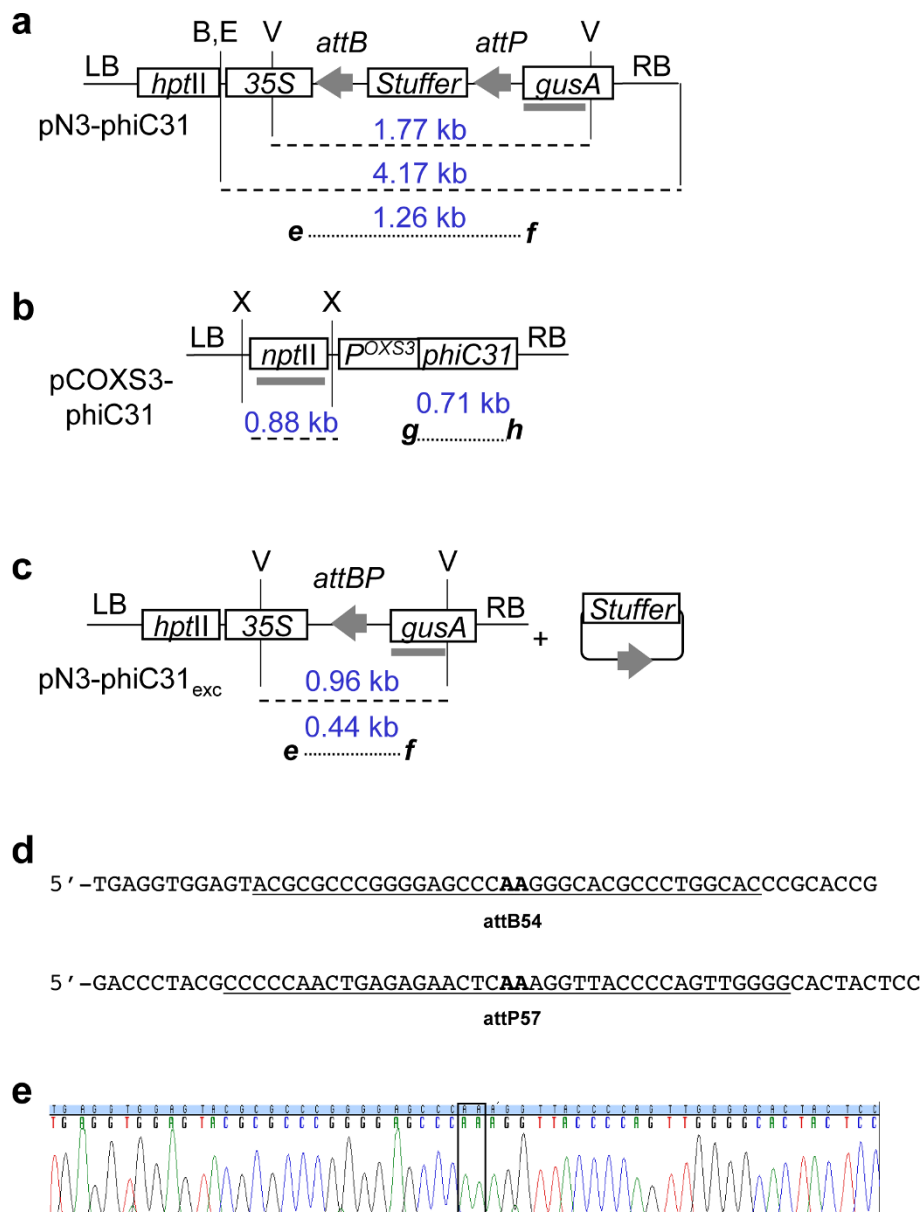 a
B,E V attB attP V
LB hptII 35S Stuffer gusA RB
pN3-phiC31
1.77 kb
4.17 kb
1.26 kb
e f
b
X X
LB nptII P^OXS3 phiC31 RB
pCOXS3-
phiC31
0.88 kb 0.71 kb
g h
c
V attBP V
LB hptII 35S gusA RB + Stuffer
pN3-phiC31exc
0.96 kb
0.44 kb
e f
d
5′-TGAGGTGGAGTACGCGCCCGGGGAGCCCAAGGGCACGCCCTGGCACCCGCACCG
attB54
5′-GACCCTACGCCCCCAACTGAGAGAACTCAAAGGTTACCCCAGTTGGGGCACTACTCC
attP57
e
TGAGGTGGAGTACGCGCCCGGGGAGCCCAAAGGTTACCCCAGTTGGGGCACTACTCC
TGAGGTGGAGTACGCGCCCGGGGAGCCCAAAGGTTACCCCAGTTGGGGCACTACTCC